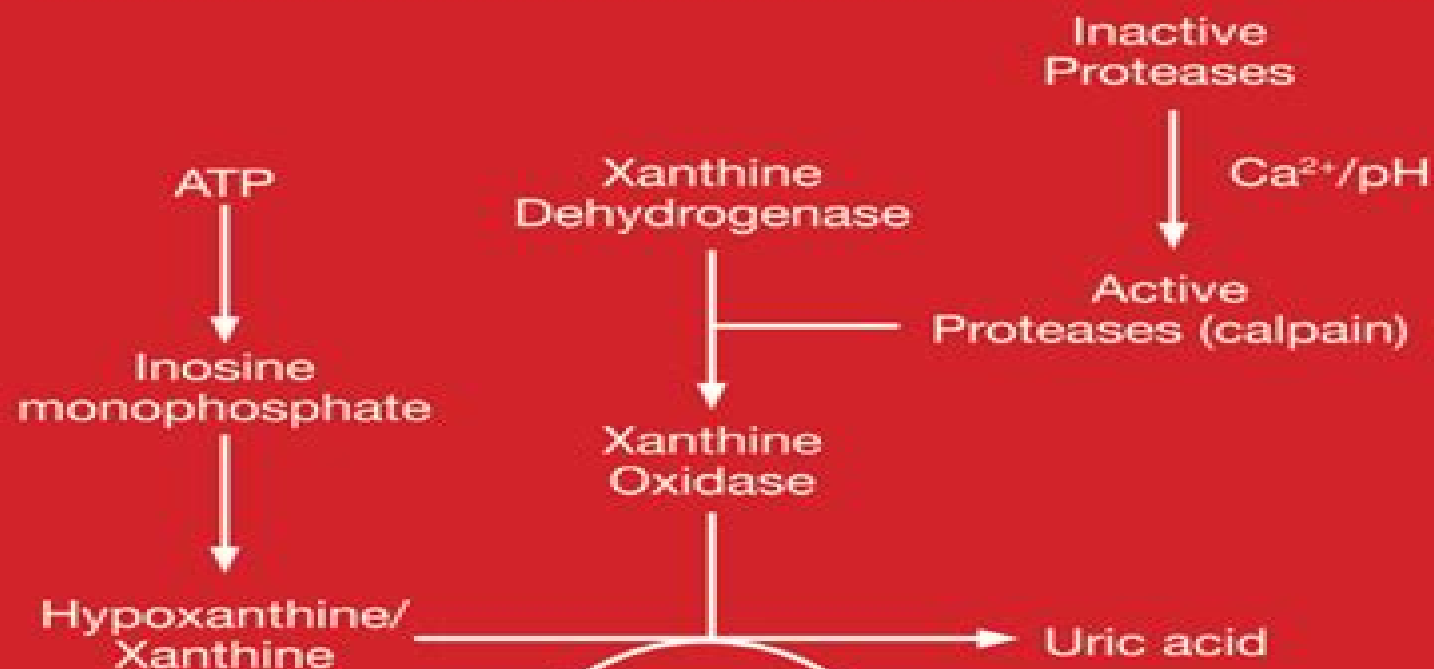 Inactive
Proteases
Ca²⁺/pH
ATP
Xanthine
Dehydrogenase
Active
Proteases (calpain)
Inosine
monophosphate
Xanthine
Oxidase
Hypoxanthine/
Xanthine
Uric acid